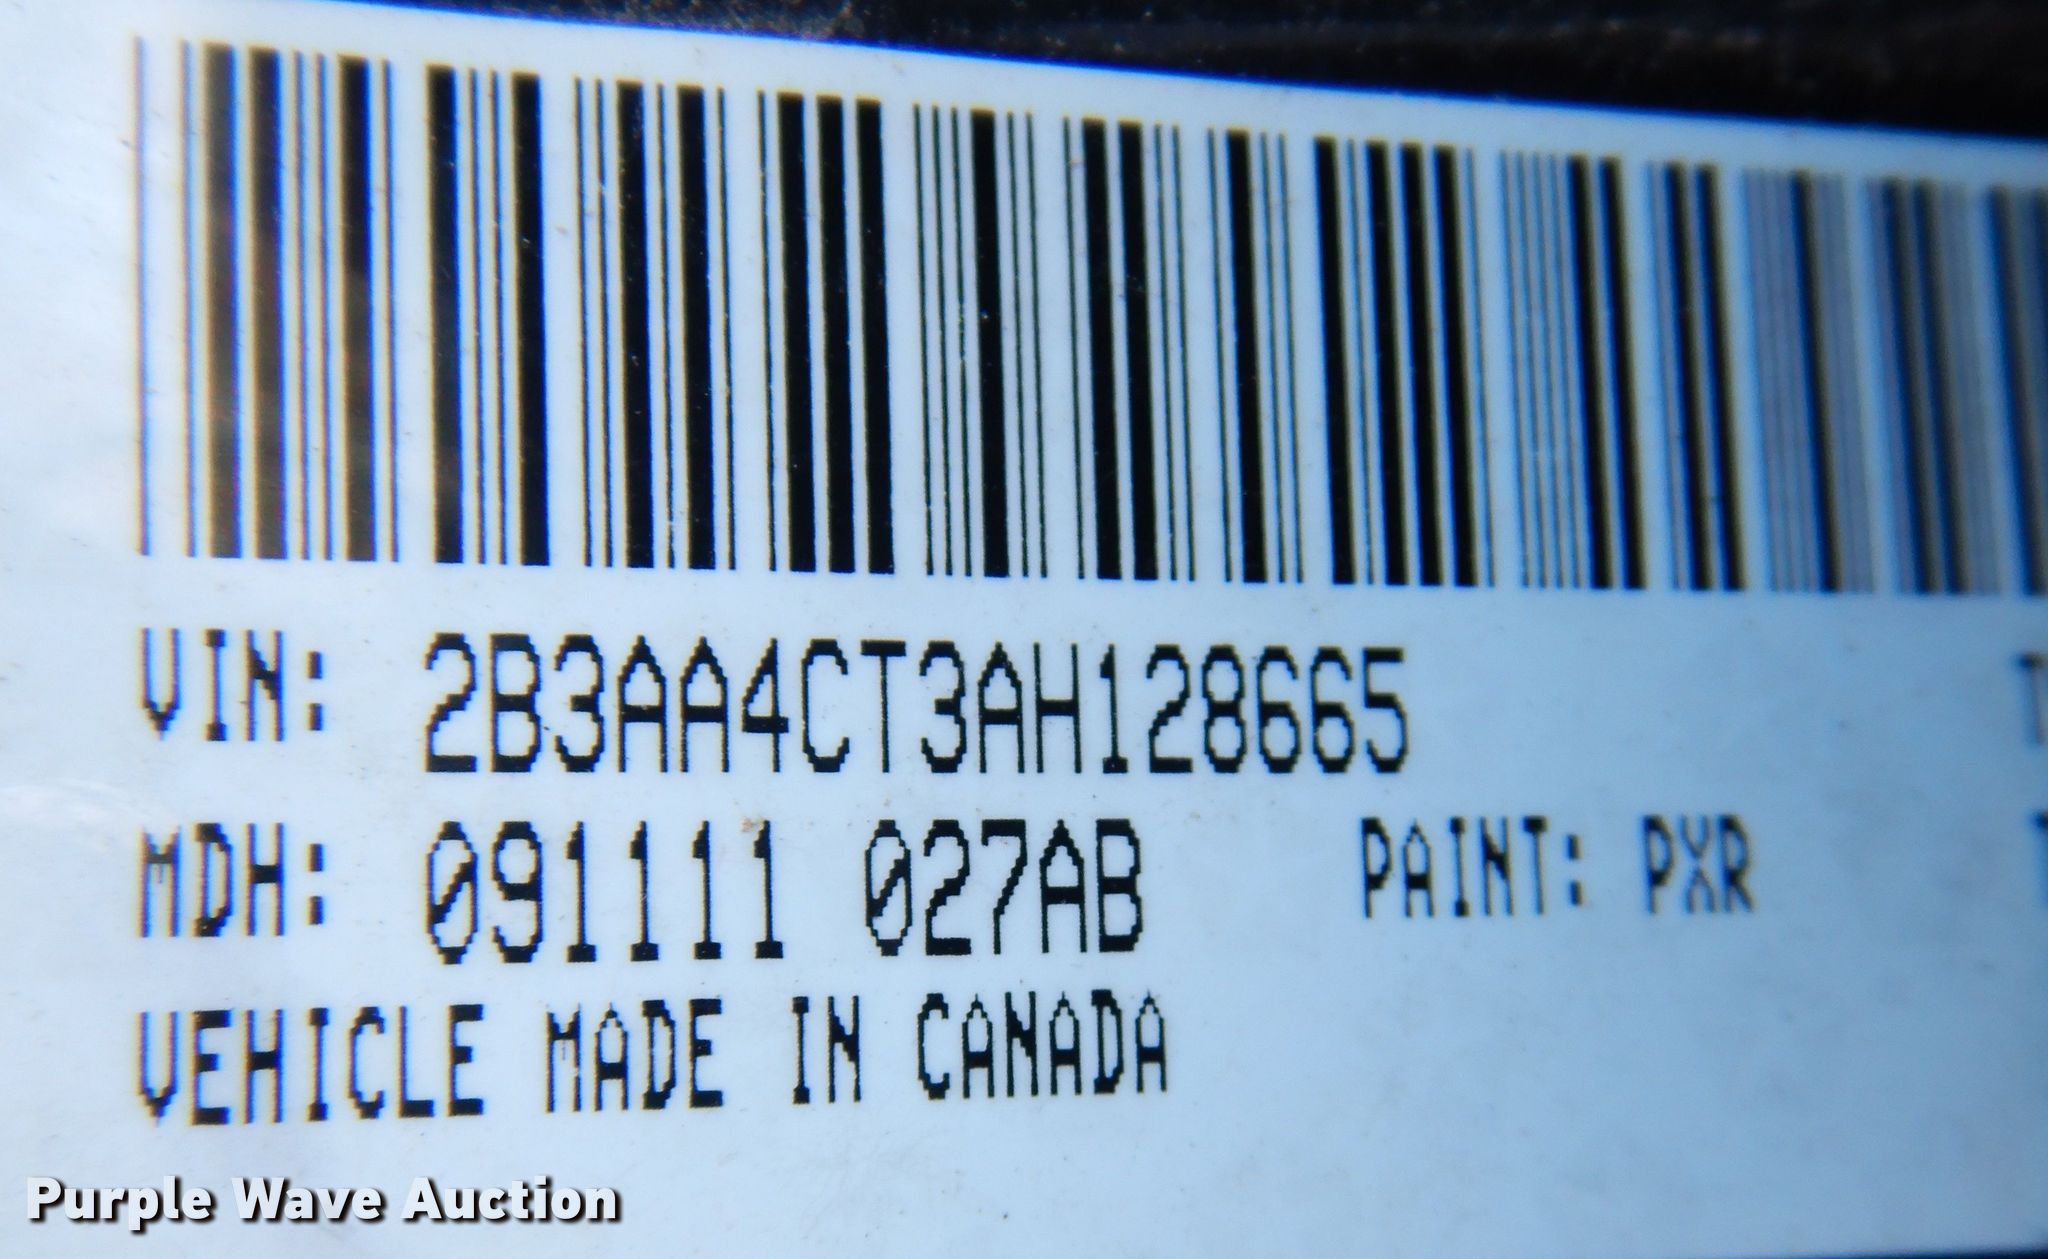 VIN: 2B3AA4CT3AH128665
MDH: 091111 027AB PAINT: PXR
VEHICLE MADE IN CANADA
Purple Wave Auction